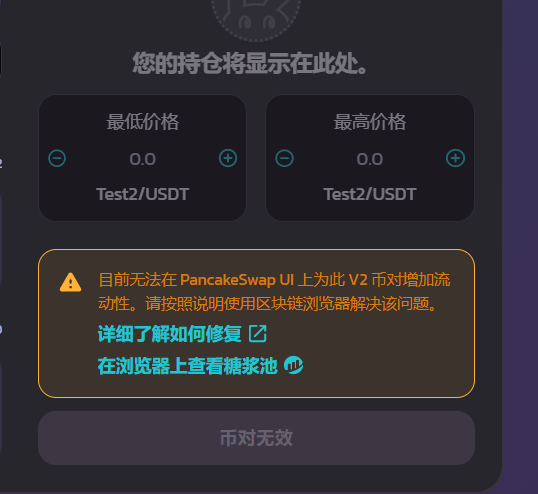 您的持仓将显示在此处。
最低价格
最高价格
0.0
0.0
Test2/USDT
Test2/USDT
目前无法在 PancakeSwap UI 上为此 V2 币对增加流
动性。请按照说明使用区块链浏览器解决该问题。
详细了解如何修复
在浏览器上查看糖浆池
币对无效